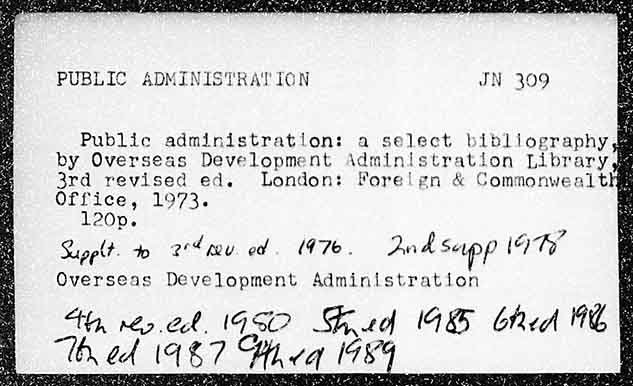 PUBLIC ADMINISTRATION JN 309
Public administration: a select bibliography,
by Overseas Development Administration Library,
3rd revised ed. London: Foreign & Commonwealth
Office, 1973.
120p.
Supplt. to 3rd rev. ed. 1976. 2nd supp 1978
Overseas Development Administration
4th rev. ed. 1980 5th ed 1985 6th ed 1986
7th ed 1987 ed 1989